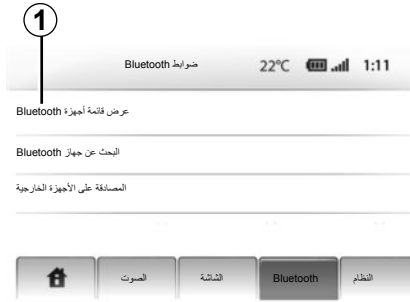 1
ضوابط Bluetooth 22°C 1:11
عرض قائمة أجهزة Bluetooth
البحث عن جهاز Bluetooth
المصادقة على الأجهزة الخارجية
الصوت الشاشة Bluetooth النظام